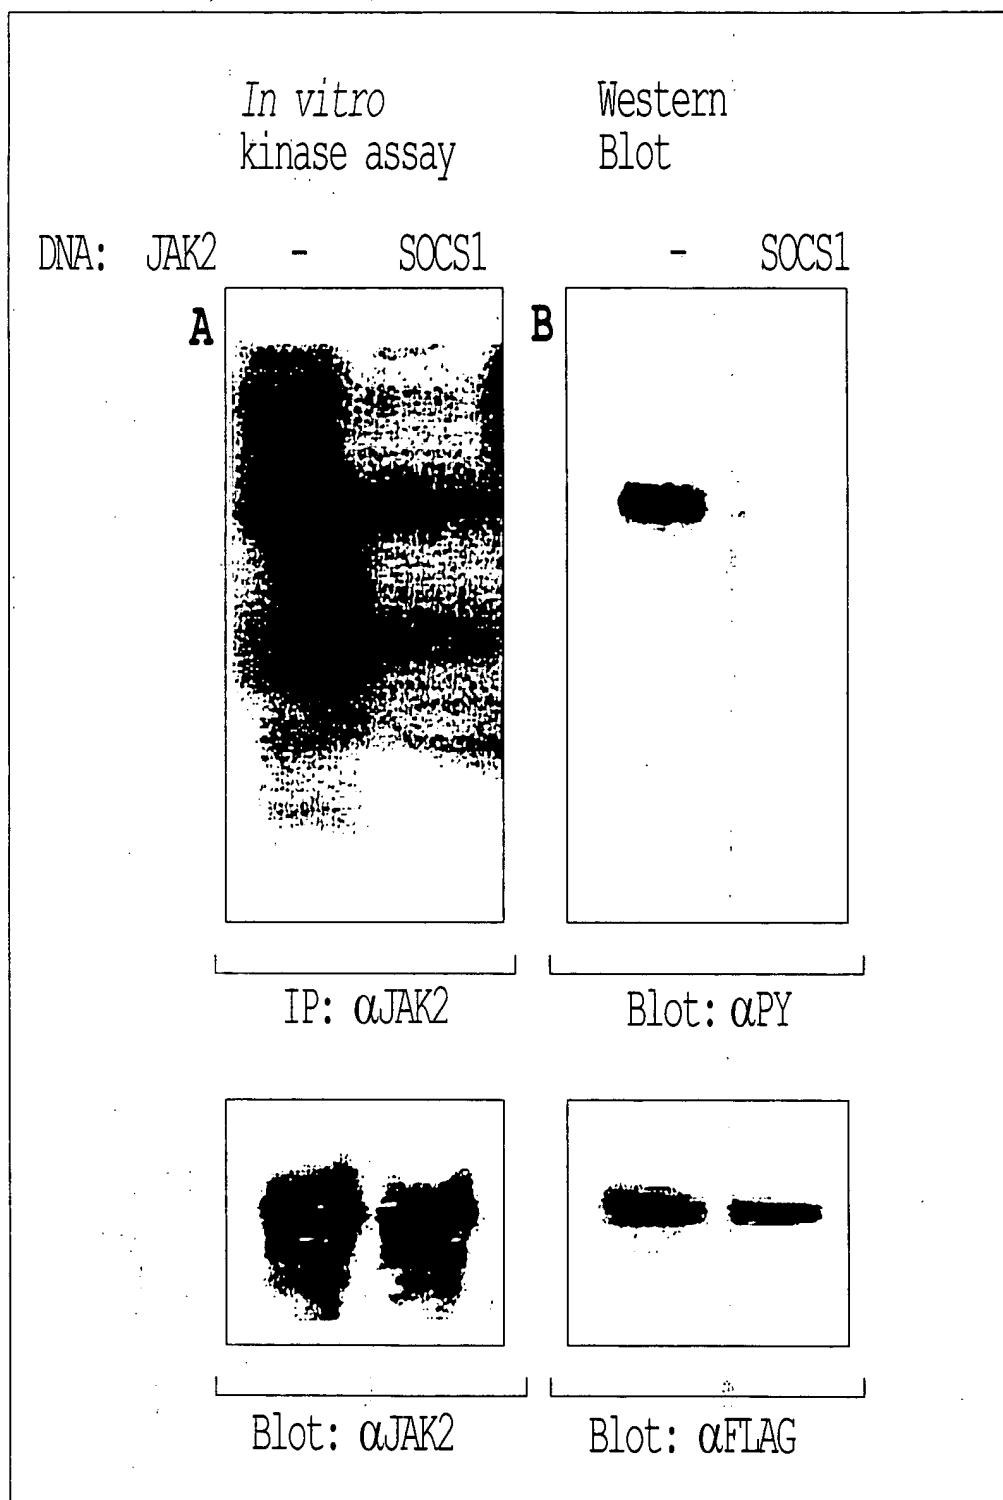 In vitro
kinase assay
Western
Blot
DNA: JAK2 - SOCS1 - SOCS1
A
B
IP: αJAK2
Blot: αPY
Blot: αJAK2
Blot: αFLAG